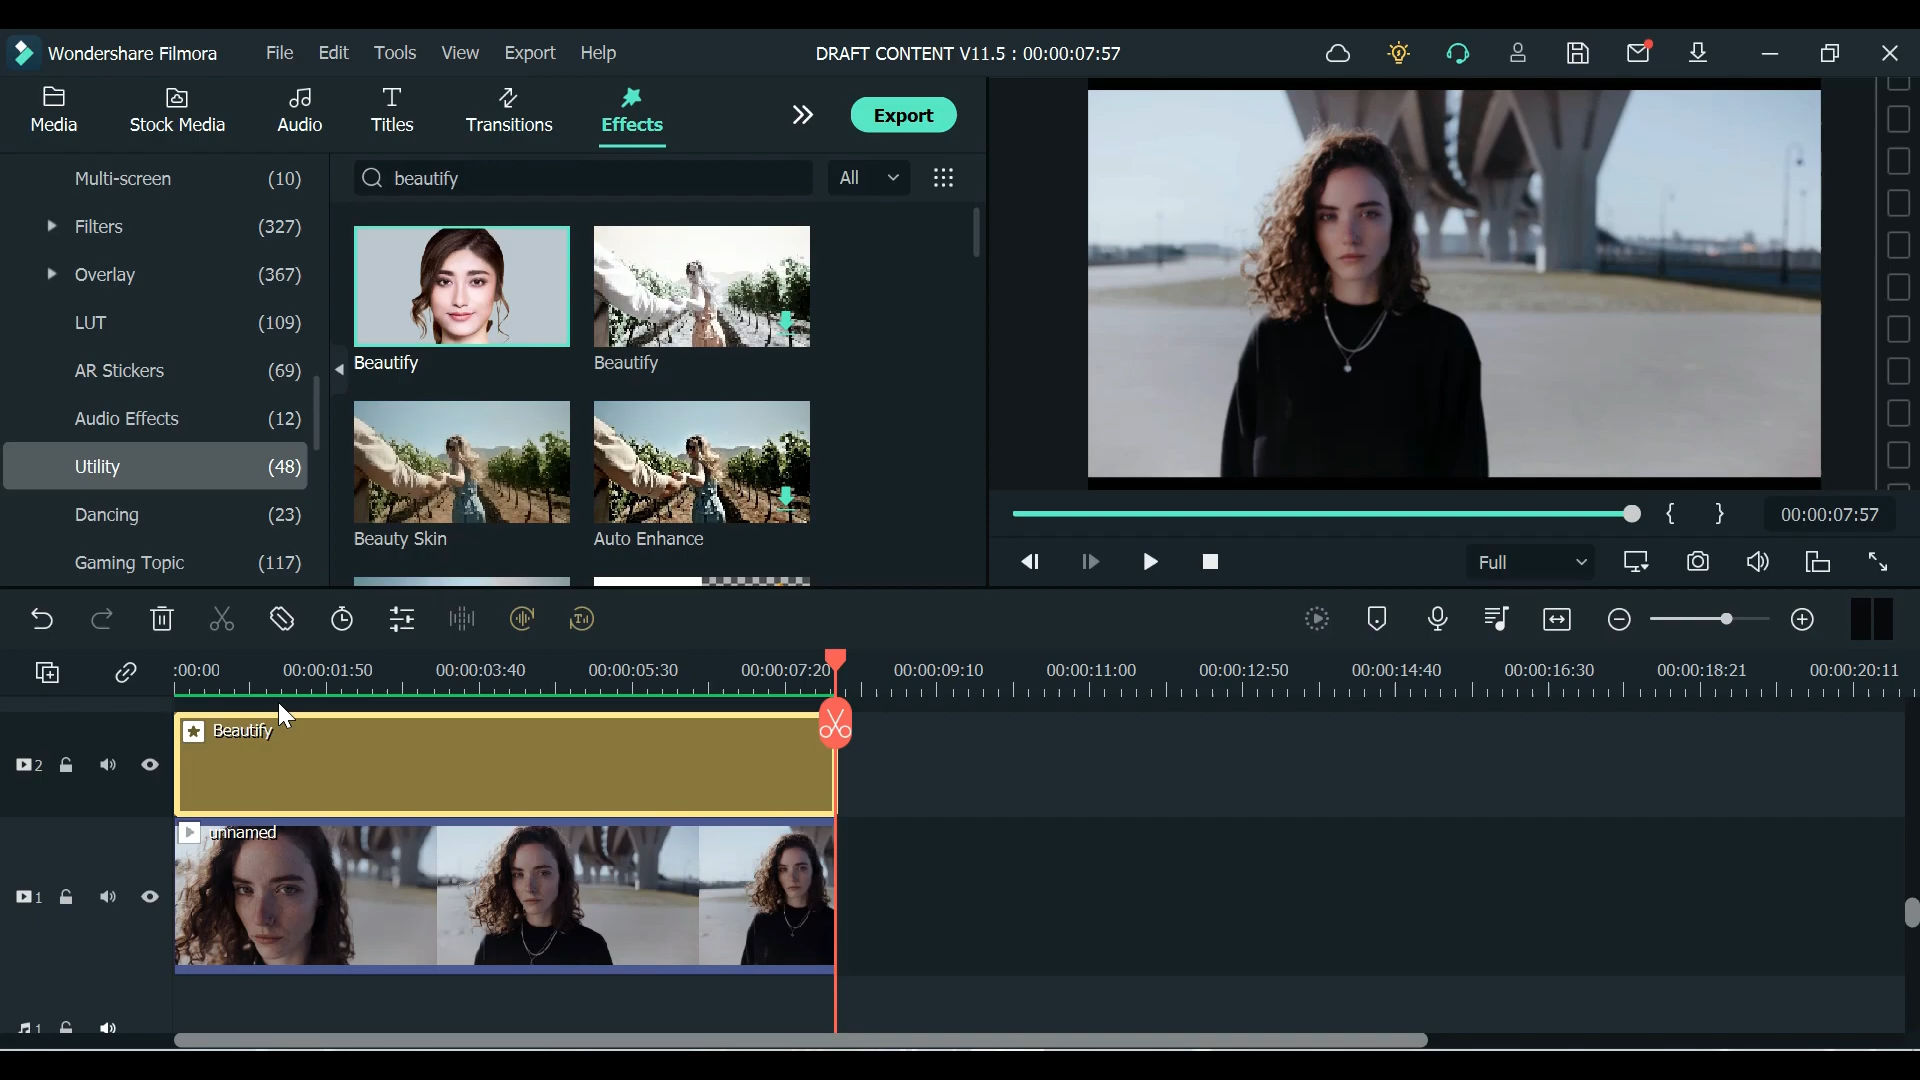 Wondershare Filmora File Edit Tools View Export Help DRAFT CONTENT V11.5 : 00:00:07:57
Media Stock Media Audio Titles Transitions Effects Export
Multi-screen (10)
Filters (327)
Overlay (367)
LUT (109)
AR Stickers (69)
Audio Effects (12)
Utility (48)
Dancing (23)
Gaming Topic (117)
beautify All
Beautify Beautify
Beauty Skin Auto Enhance
00:00:07:57
Full
:00:00 00:00:01:50 00:00:03:40 00:00:05:30 00:00:07:20 00:00:09:10 00:00:11:00 00:00:12:50 00:00:14:40 00:00:16:30 00:00:18:21 00:00:20:11
Beautify
2
unnamed
1
1